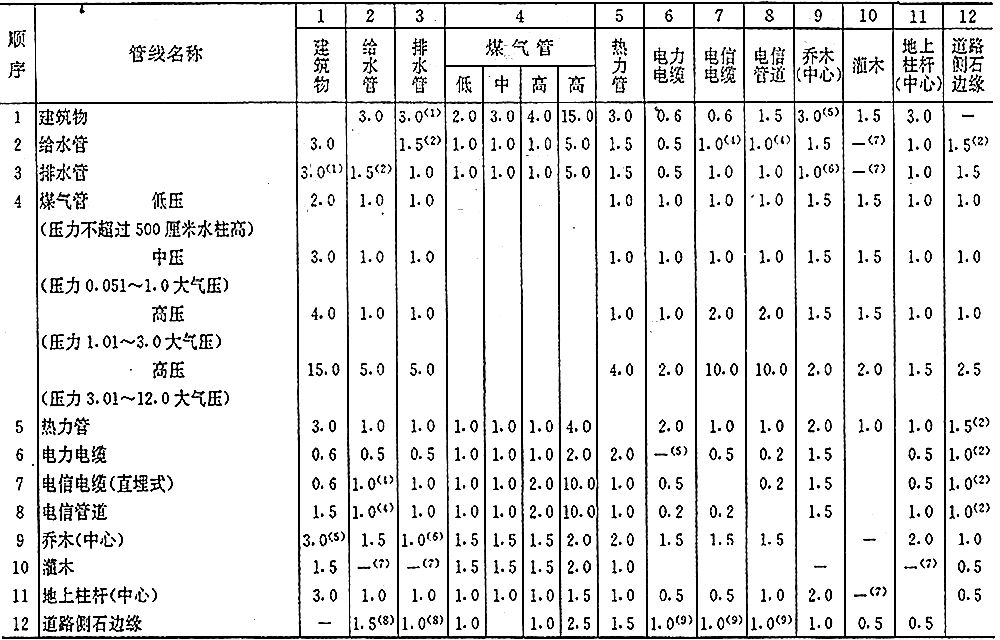 顺序 管线名称 1 2 3 4 5 6 7 8 9 10 11 12
建筑物 给水管 排水管 煤气管 热力管 电力电缆 电信电缆 电信管道 乔木(中心) 灌木 地上柱杆(中心) 道路侧石边缘
低 中 高 高
1 建筑物 3.0 3.0(1) 2.0 3.0 4.0 15.0 3.0 0.6 0.6 1.5 3.0(5) 1.5 3.0 —
2 给水管 3.0 1.5(2) 1.0 1.0 1.0 5.0 1.5 0.5 1.0(4) 1.0(4) 1.5 —(7) 1.0 1.5(2)
3 排水管 3.0(1) 1.5(2) 1.0 1.0 1.0 1.0 5.0 1.5 0.5 1.0 1.0 1.0(6) —(7) 1.0 1.5
4 煤气管 低压 2.0 1.0 1.0 1.0 1.0 1.0 1.0 1.5 1.5 1.0 1.0
(压力不超过500厘米水柱高)
中压 3.0 1.0 1.0 1.0 1.0 1.0 1.0 1.5 1.5 1.0 1.0
(压力0.051~1.0大气压)
高压 4.0 1.0 1.0 1.0 1.0 2.0 2.0 1.5 1.5 1.0 1.0
(压力1.01~3.0大气压)
高压 15.0 5.0 5.0 4.0 2.0 10.0 10.0 2.0 2.0 1.5 2.5
(压力3.01~12.0大气压)
5 热力管 3.0 1.0 1.0 1.0 1.0 1.0 4.0 2.0 1.0 1.0 2.0 1.0 1.0 1.5(2)
6 电力电缆 0.6 0.5 0.5 1.0 1.0 1.0 2.0 2.0 —(5) 0.5 0.2 1.5 0.5 1.0(2)
7 电信电缆(直埋式) 0.6 1.0(4) 1.0 1.0 1.0 2.0 10.0 1.0 0.5 0.2 1.5 0.5 1.0(2)
8 电信管道 1.5 1.0(4) 1.0 1.0 1.0 2.0 10.0 1.0 0.2 0.2 1.5 1.0 1.0(2)
9 乔木(中心) 3.0(5) 1.5 1.0(6) 1.5 1.5 1.5 2.0 2.0 1.5 1.5 1.5 — 2.0 1.0
10 灌木 1.5 —(7) —(7) 1.5 1.5 1.5 2.0 1.0 — —(7) 0.5
11 地上柱杆(中心) 3.0 1.0 1.0 1.0 1.0 1.0 1.5 1.0 0.5 0.5 1.0 2.0 —(7) 0.5
12 道路侧石边缘 — 1.5(8) 1.0(8) 1.0 1.0 2.5 1.5 1.0(9) 1.0(9) 1.0(9) 1.0 0.5 0.5